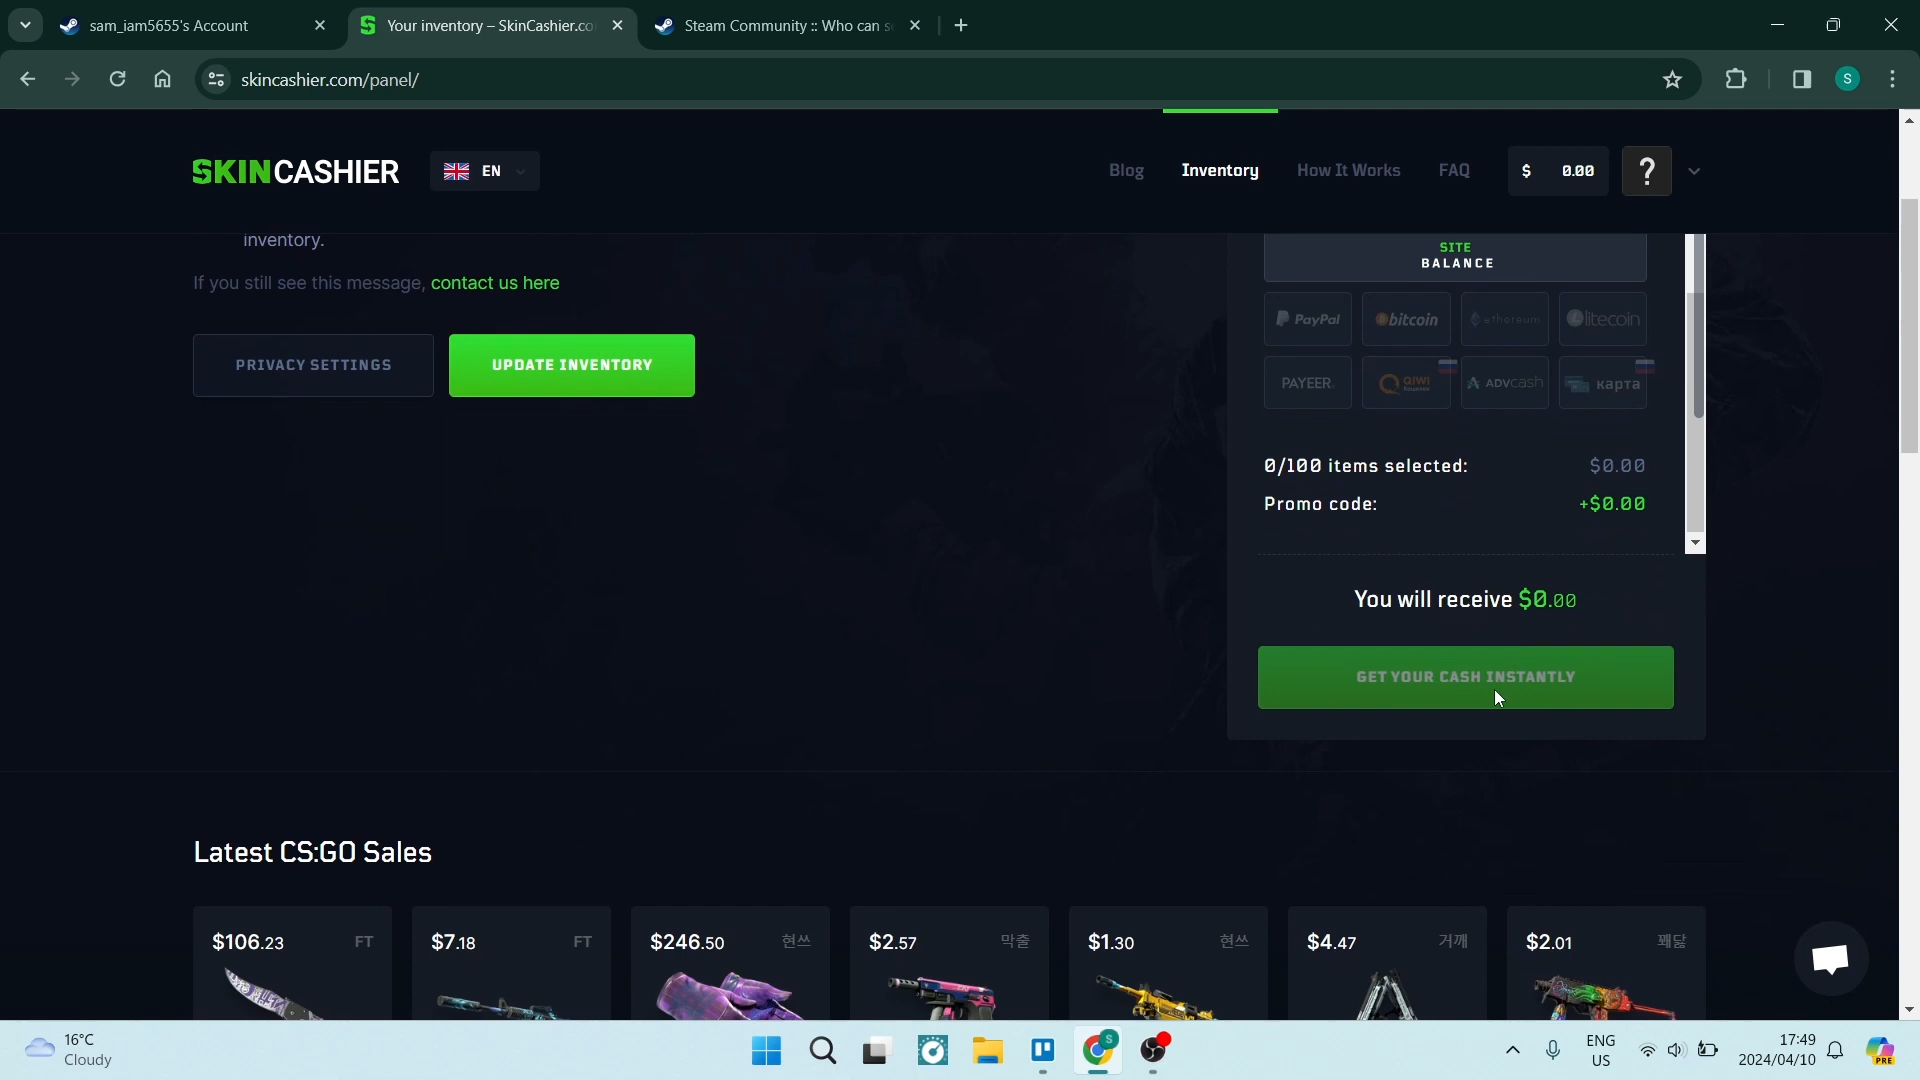 sam_iam5655's Account
Your inventory – SkinCashier.co
Steam Community :: Who can s
skincashier.com/panel/
S
SKINCASHIER
EN
Blog
Inventory
How It Works
FAQ
$ 0.00
?
inventory.
If you still see this message, contact us here
PRIVACY SETTINGS
UPDATE INVENTORY
SITE
BALANCE
PayPal
bitcoin
ethereum
litecoin
PAYEER
QIWI
ADVcash
карта
0/100 items selected:
$0.00
Promo code:
+$0.00
You will receive $0.00
GET YOUR CASH INSTANTLY
Latest CS:GO Sales
$106.23 FT
$7.18 FT
$246.50 현쓰
$2.57 막출
$1.30 현쓰
$4.47 거깨
$2.01 꽤닳
16°C
Cloudy
S
ENG
US
17:49
2024/04/10
PRE